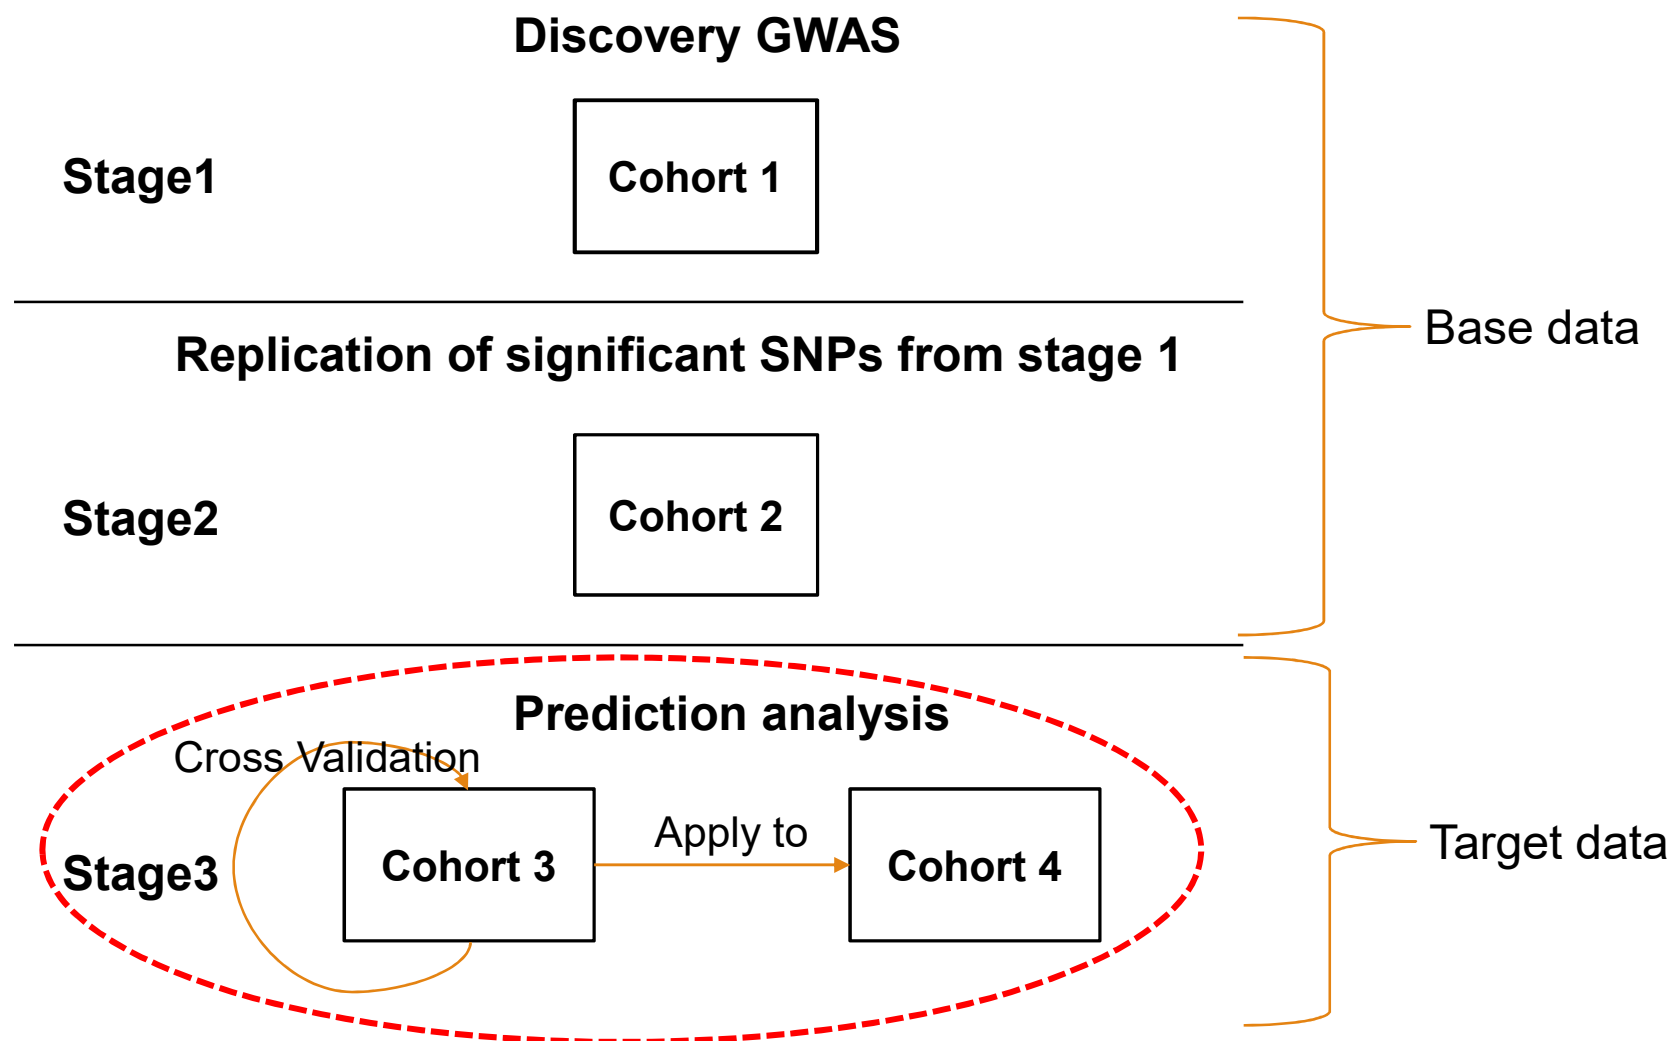 Discovery GWAS
Stage1
Cohort 1
Replication of significant SNPs from stage 1
Base data
Stage2
Cohort 2
Prediction analysis
Cross Validation
Stage3
Cohort 3
Apply to
Cohort 4
Target data